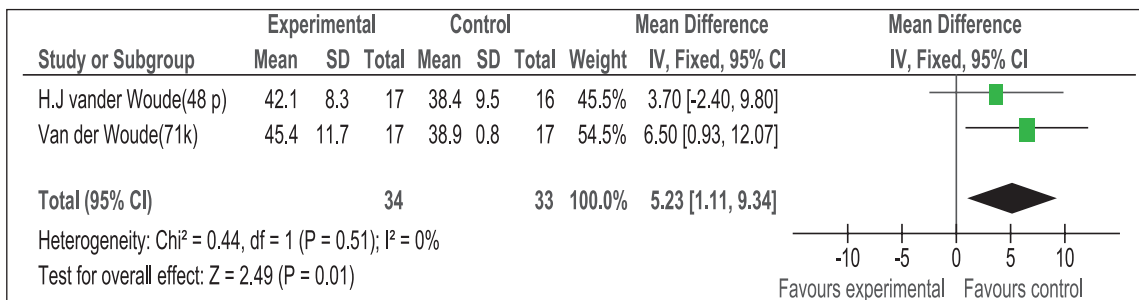 Experimental Control Mean Difference Mean Difference
Study or Subgroup Mean SD Total Mean SD Total Weight IV, Fixed, 95% CI IV, Fixed, 95% CI
H.J vander Woude(48 p) 42.1 8.3 17 38.4 9.5 16 45.5% 3.70 [-2.40, 9.80]
Van der Woude(71k) 45.4 11.7 17 38.9 0.8 17 54.5% 6.50 [0.93, 12.07]
Total (95% CI) 34 33 100.0% 5.23 [1.11, 9.34]
Heterogeneity: Chi² = 0.44, df = 1 (P = 0.51); I² = 0%
Test for overall effect: Z = 2.49 (P = 0.01)
-10 -5 0 5 10
Favours experimental Favours control